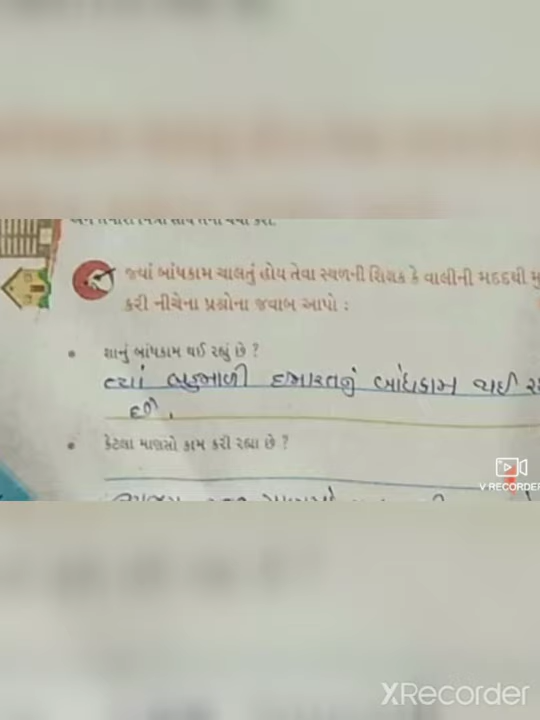 જ્યાં બાંધકામ ચાલતું હોય તેવા સ્થળની શિક્ષક કે વાલીની મદદથી મુ
કરી નીચેના પ્રશ્નોના જવાબ આપો :
• શાનું બાંધકામ થઈ રહ્યું છે ?
ત્યાં બહુમાળી ઇમારતનું બાંધકામ થઈ ર
છે.
• કેટલા માણસો કામ કરી રહ્યા છે ?
V RECORDER
XRecorder